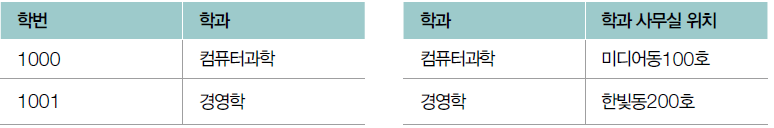 학번 학과
1000 컴퓨터과학
1001 경영학
학과 학과 사무실 위치
컴퓨터과학 미디어동100호
경영학 한빛동200호